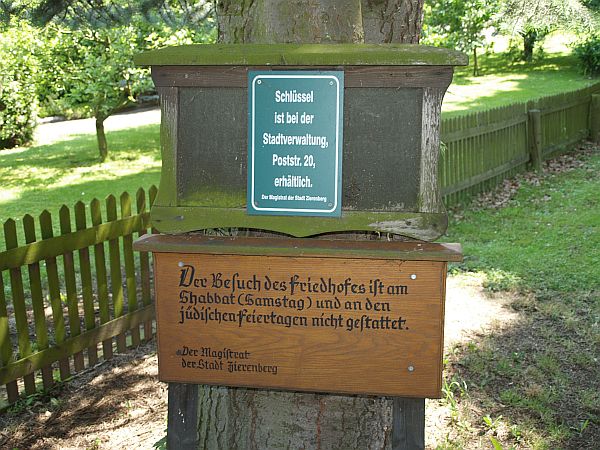 Schlüssel
ist bei der
Stadtverwaltung,
Poststr. 20,
erhältlich.
Der Magistrat der Stadt Zierenberg
Der Besuch des Friedhofes ist am
Shabbat (Samstag) und an den
jüdischen Feiertagen nicht gestattet.
Der Magistrat
der Stadt Zierenberg